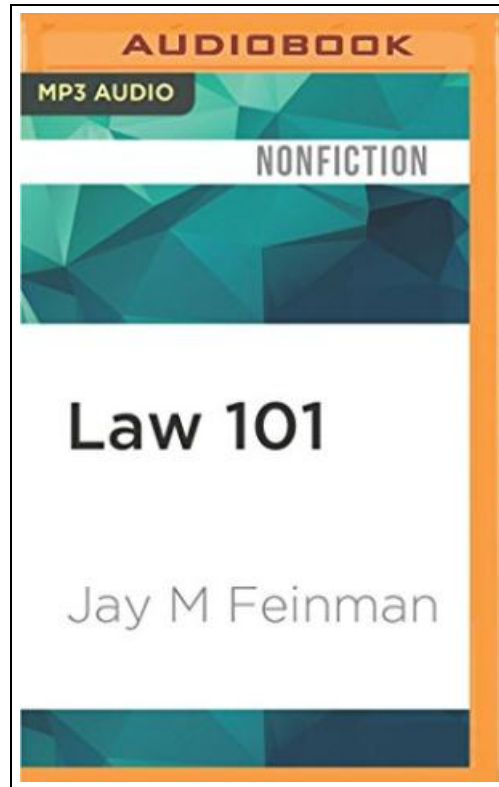 AUDIOBOOK
MP3 AUDIO
NONFICTION
Law 101
Jay M Feinman